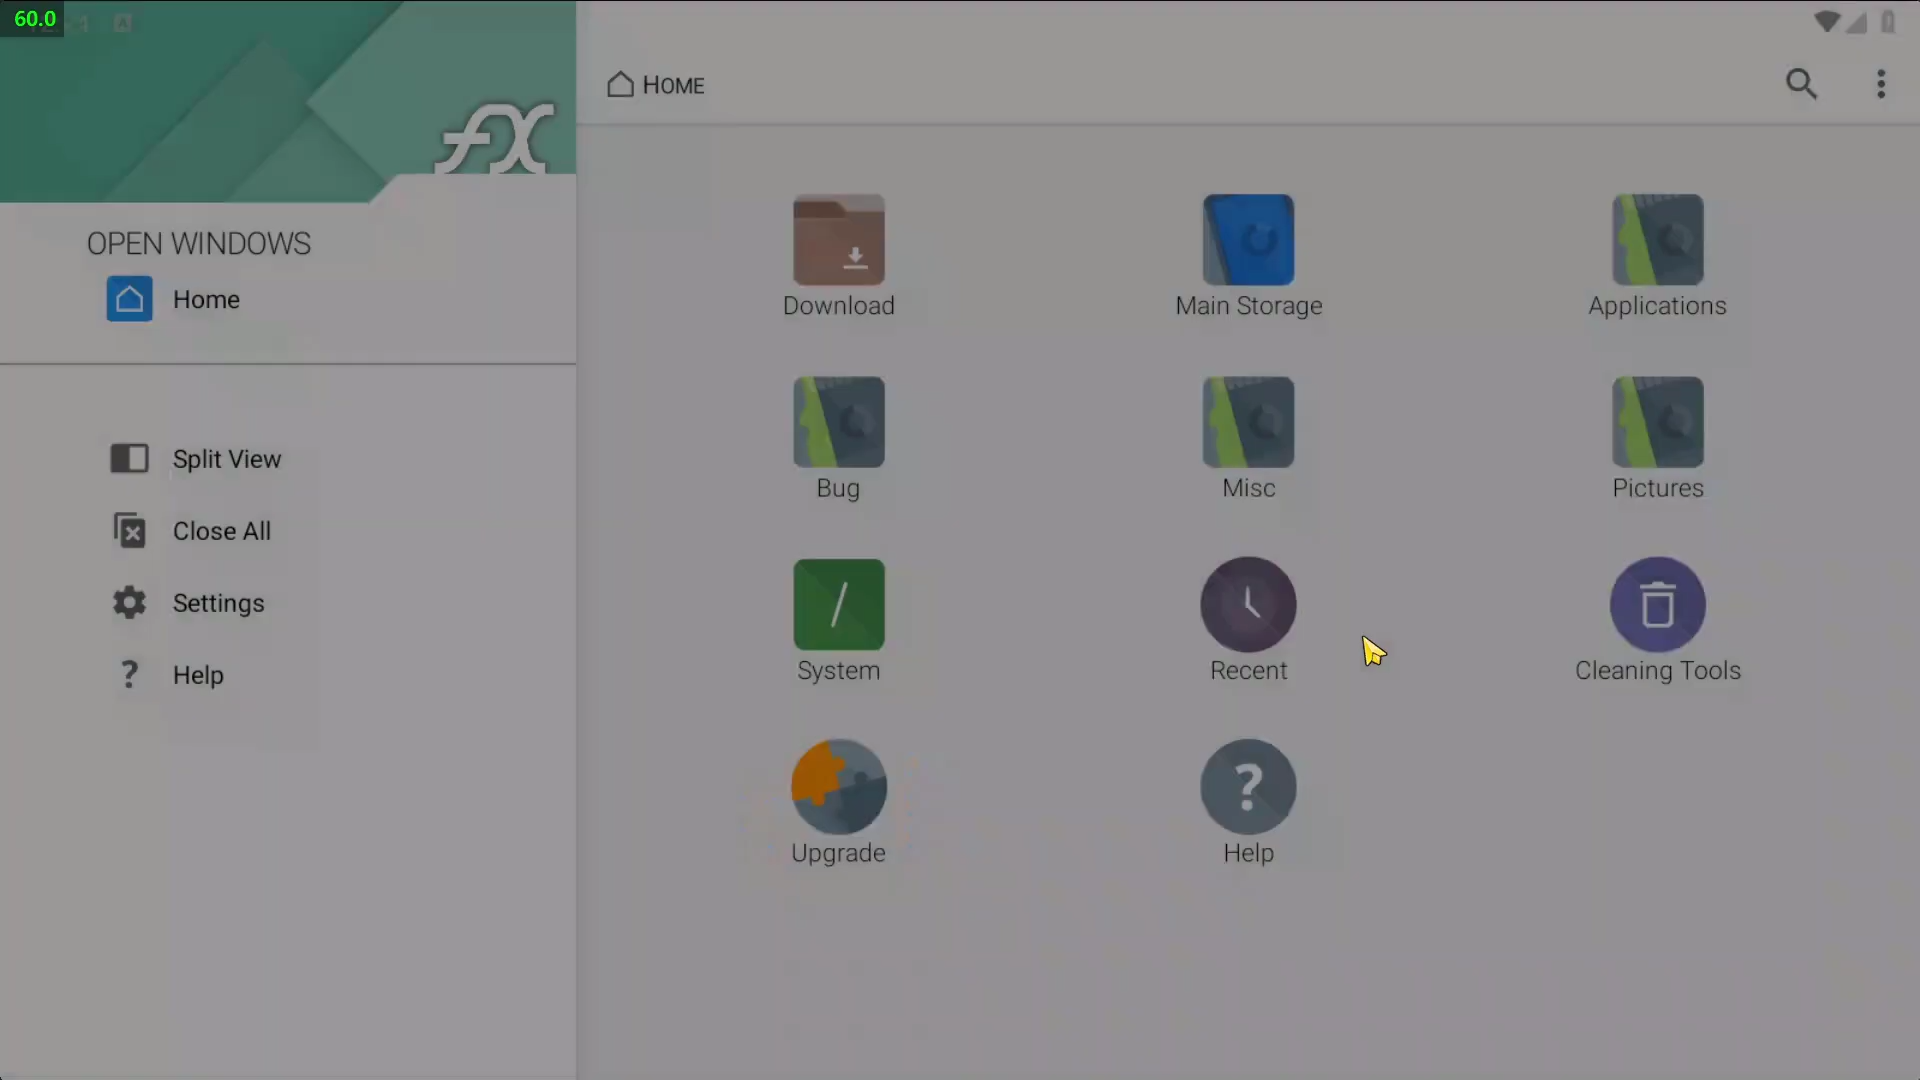 60.0
fX
HOME
OPEN WINDOWS
Home
Split View
Close All
Settings
Help
Download
Main Storage
Applications
Bug
Misc
Pictures
System
Recent
Cleaning Tools
Upgrade
Help